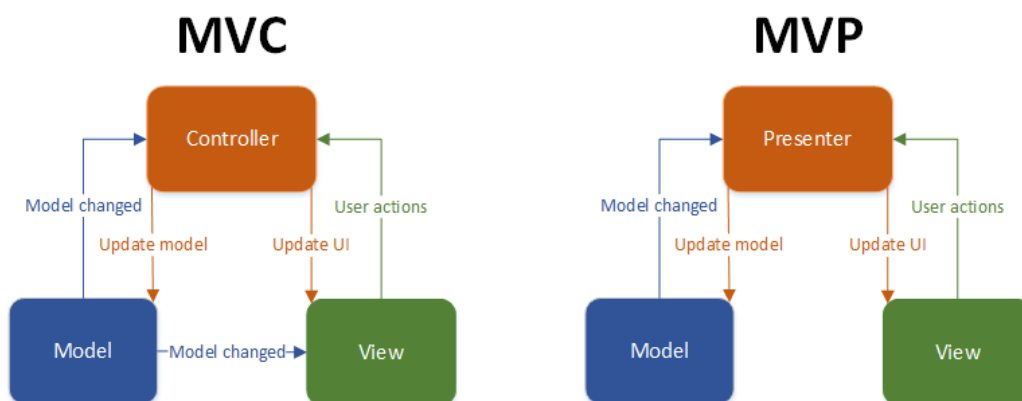 MVC
Controller
Model changed
User actions
Update model
Update UI
Model
Model changed
View
MVP
Presenter
Model changed
User actions
Update model
Update UI
Model
View